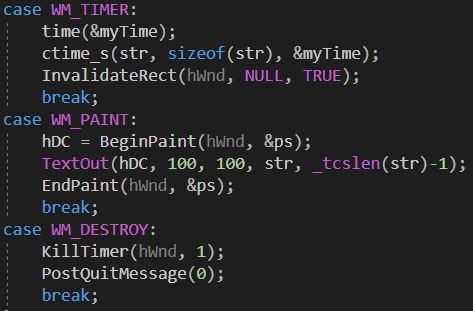 case WM_TIMER:
time(&myTime);
ctime_s(str, sizeof(str), &myTime);
InvalidateRect(hWnd, NULL, TRUE);
break;
case WM_PAINT:
hDC = BeginPaint(hWnd, &ps);
TextOut(hDC, 100, 100, str, _tcslen(str)-1);
EndPaint(hWnd, &ps);
break;
case WM_DESTROY:
KillTimer(hWnd, 1);
PostQuitMessage(0);
break;